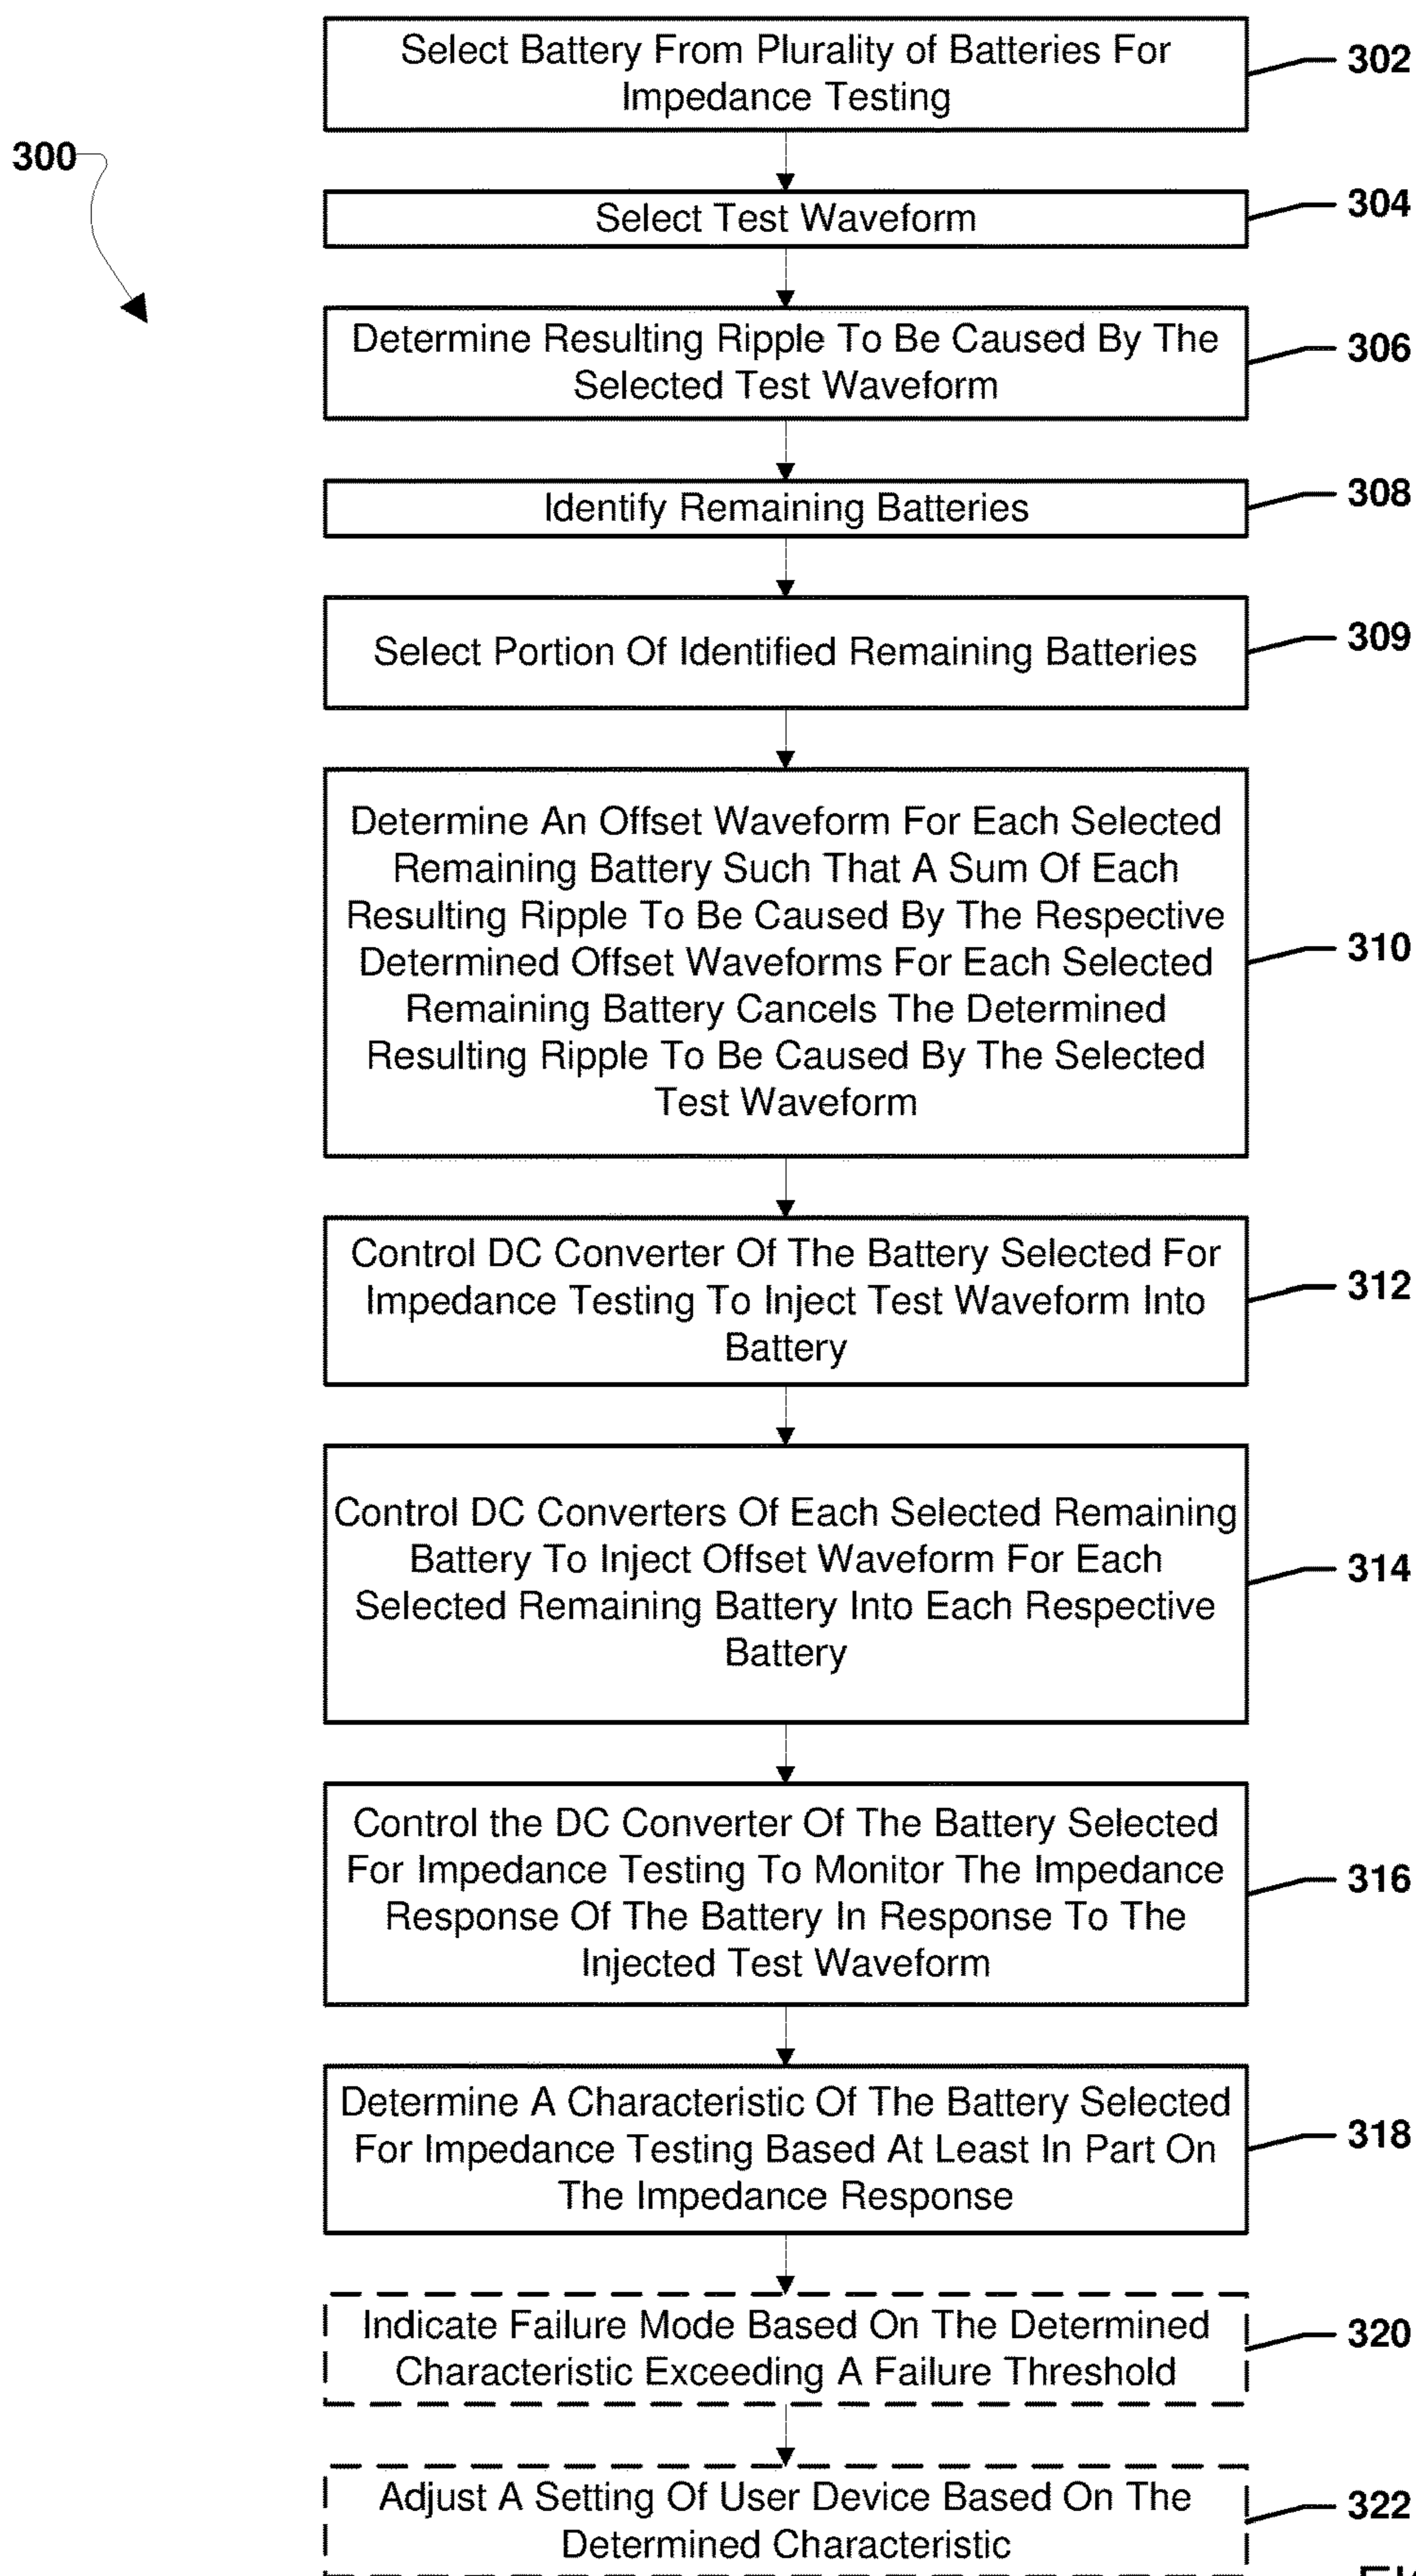 Select Battery From Plurality of Batteries For
Impedance Testing
302
300
Select Test Waveform
304
Determine Resulting Ripple To Be Caused By The
Selected Test Waveform
306
Identify Remaining Batteries
308
Select Portion Of Identified Remaining Batteries
309
Determine An Offset Waveform For Each Selected
Remaining Battery Such That A Sum Of Each
Resulting Ripple To Be Caused By The Respective
Determined Offset Waveforms For Each Selected
Remaining Battery Cancels The Determined
Resulting Ripple To Be Caused By The Selected
Test Waveform
310
Control DC Converter Of The Battery Selected For
Impedance Testing To Inject Test Waveform Into
Battery
312
Control DC Converters Of Each Selected Remaining
Battery To Inject Offset Waveform For Each
Selected Remaining Battery Into Each Respective
Battery
314
Control the DC Converter Of The Battery Selected
For Impedance Testing To Monitor The Impedance
Response Of The Battery In Response To The
Injected Test Waveform
316
Determine A Characteristic Of The Battery Selected
For Impedance Testing Based At Least In Part On
The Impedance Response
318
Indicate Failure Mode Based On The Determined
Characteristic Exceeding A Failure Threshold
320
Adjust A Setting Of User Device Based On The
Determined Characteristic
322